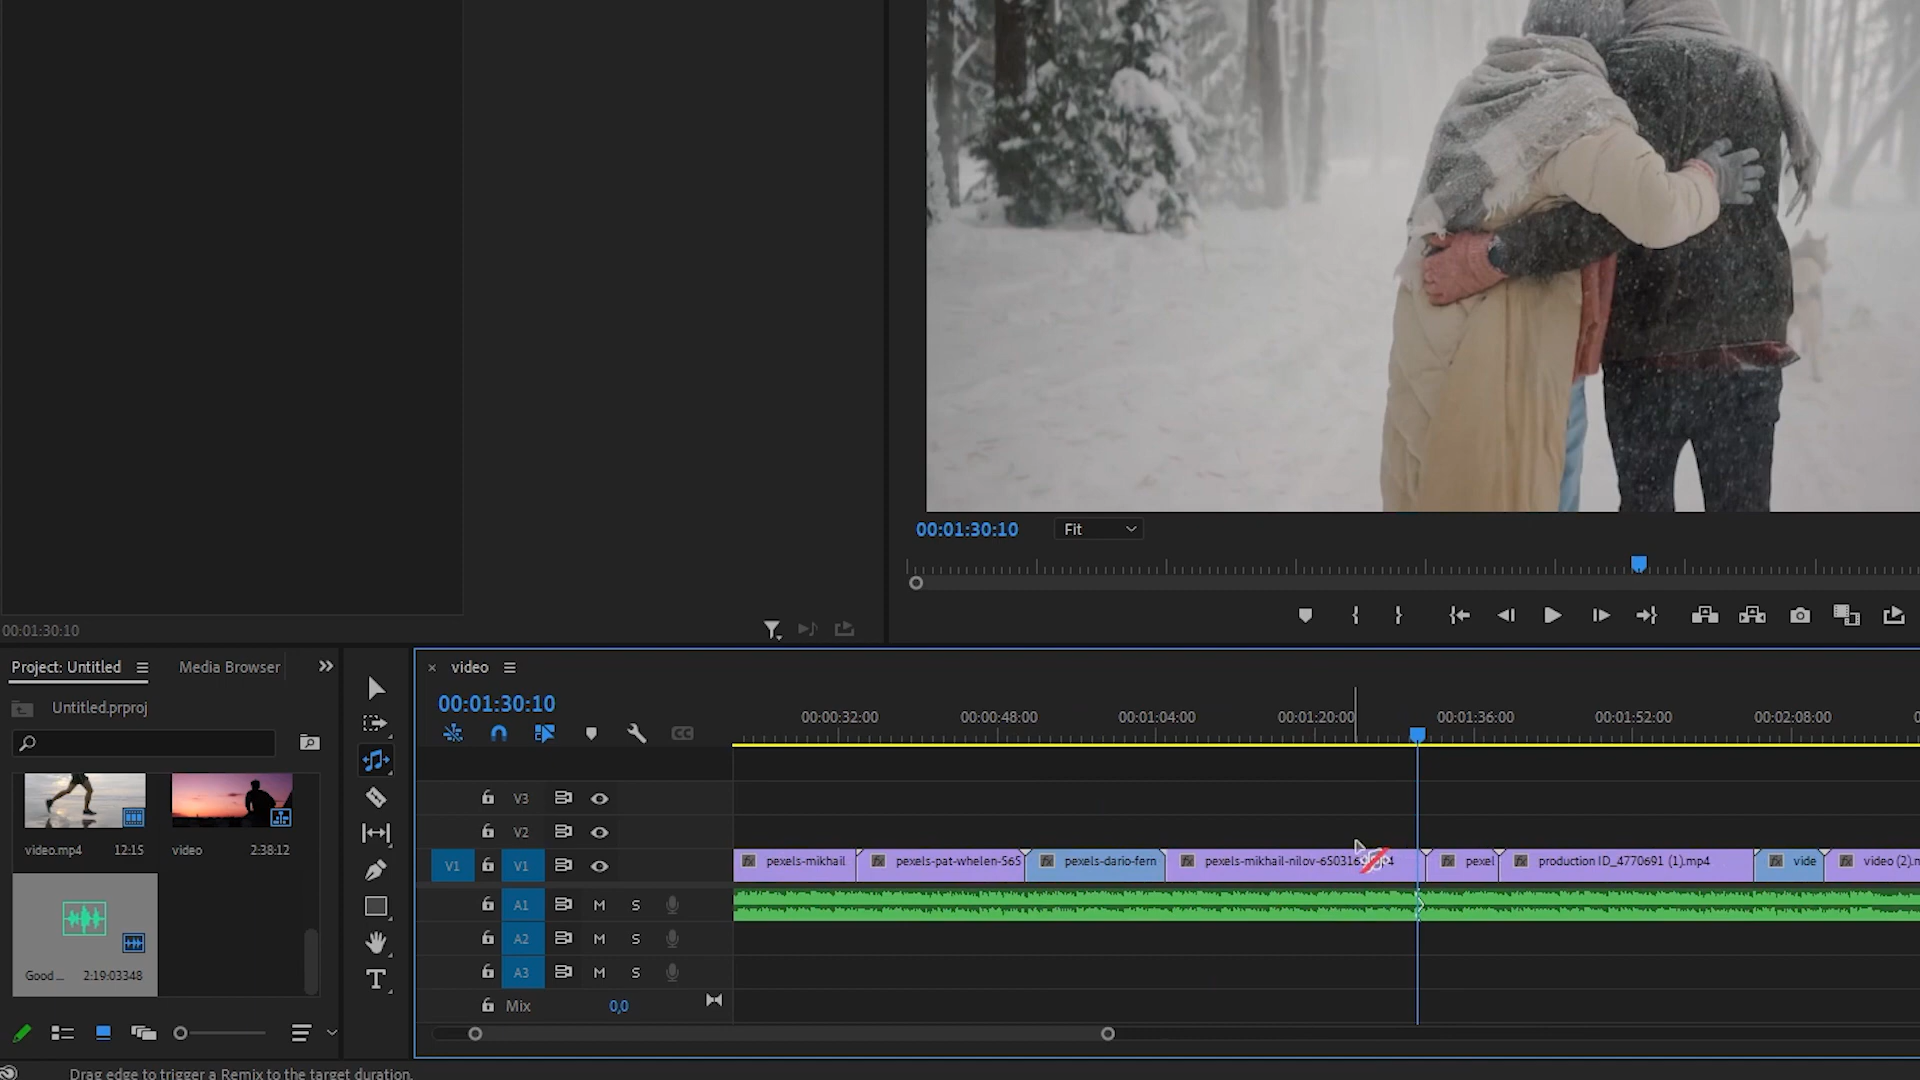 00:01:30:10
Fit
00:01:30:10
Project: Untitled
Media Browser
Untitled.prproj
video.mp4
12:15
video
2:38:12
Good ...
2:19:03348
video
00:01:30:10
00:00:32:00
00:00:48:00
00:01:04:00
00:01:20:00
00:01:36:00
00:01:52:00
00:02:08:00
V3
V2
V1
V1
pexels-mikhail
pexels-pat-whelen-565
pexels-dario-fern
pexels-mikhail-nilov-650316
pexel
production ID_4770691 (1).mp4
vide
video (2).m
A1
M
S
A2
M
S
A3
M
S
Mix
0,0
T
Drag edge to trigger a Remix to the target duration.